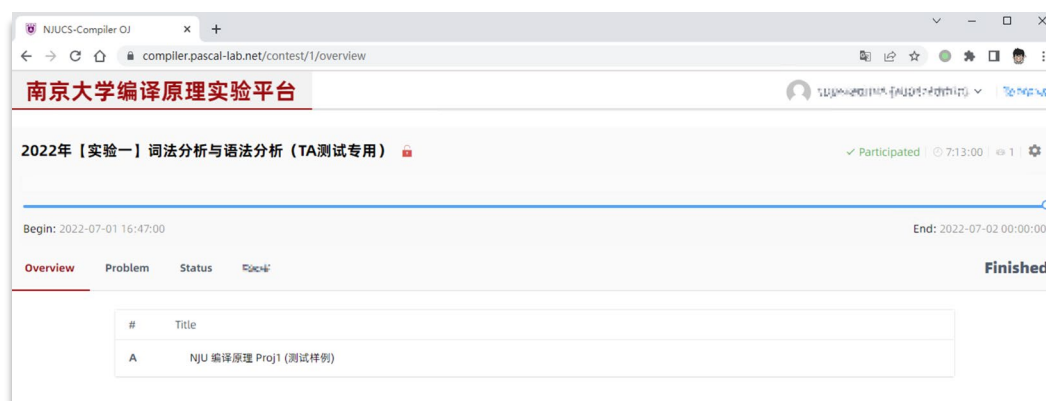 NJUCS-Compiler OJ
compiler.pascal-lab.net/contest/1/overview
南京大学编译原理实验平台
2022年【实验一】词法分析与语法分析（TA测试专用）
Participated 7:13:00 1
Begin: 2022-07-01 16:47:00 End: 2022-07-02 00:00:00
Overview Problem Status Finished
# Title
A NJU 编译原理 Proj1 (测试样例)